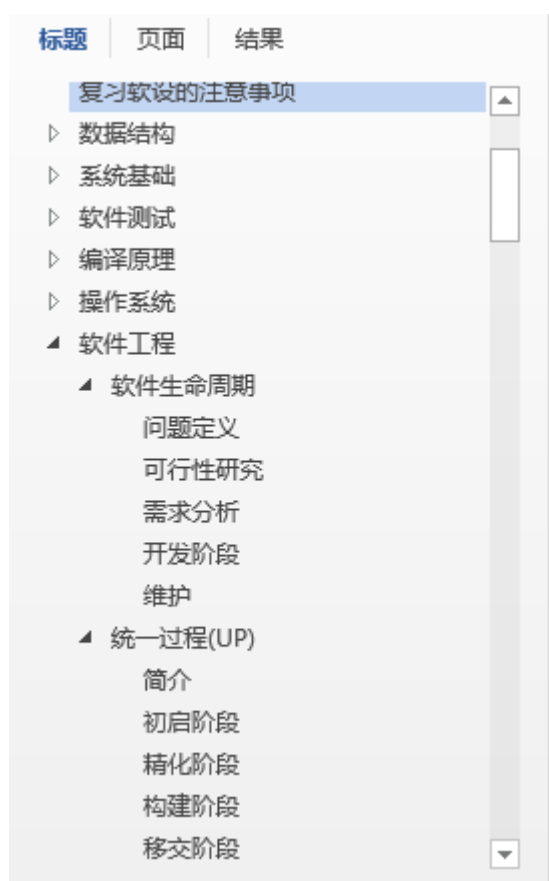 标题 页面 结果
复习软设的注意事项
数据结构
系统基础
软件测试
编译原理
操作系统
软件工程
软件生命周期
问题定义
可行性研究
需求分析
开发阶段
维护
统一过程(UP)
简介
初启阶段
精化阶段
构建阶段
移交阶段